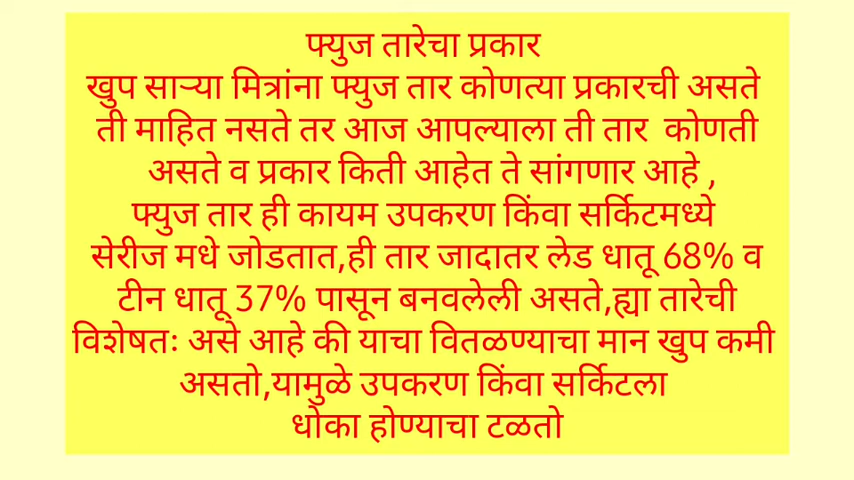 फ्युज तारेचा प्रकार
खुप साऱ्या मित्रांना फ्युज तार कोणत्या प्रकारची असते
ती माहित नसते तर आज आपल्याला ती तार कोणती
असते व प्रकार किती आहेत ते सांगणार आहे ,
फ्युज तार ही कायम उपकरण किंवा सर्किटमध्ये
सेरीज मधे जोडतात,ही तार जादातर लेड धातू 68% व
टीन धातू 37% पासून बनवलेली असते,ह्या तारेची
विशेषतः असे आहे की याचा वितळण्याचा मान खुप कमी
असतो,यामुळे उपकरण किंवा सर्किटला
धोका होण्याचा टळतो